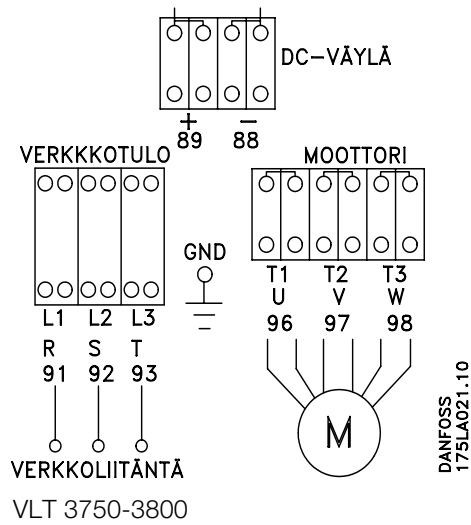 DC-VÄYLÄ
+ −
89 88
VERKKKOTULO
MOOTTORI
GND
L1 L2 L3
R S T
91 92 93
T1 T2 T3
U V W
96 97 98
M
VERKKOLIITÄNTÄ
DANFOSS
175LA021.10
VLT 3750-3800